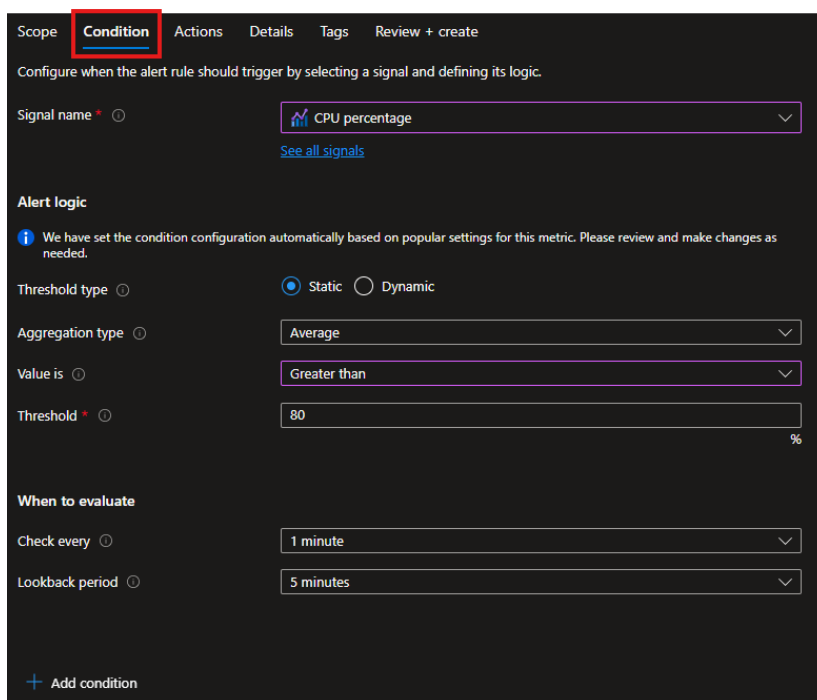 Scope Condition Actions Details Tags Review + create
Configure when the alert rule should trigger by selecting a signal and defining its logic.
Signal name * CPU percentage
See all signals
Alert logic
We have set the condition configuration automatically based on popular settings for this metric. Please review and make changes as
needed.
Threshold type Static Dynamic
Aggregation type Average
Value is Greater than
Threshold * 80
%
When to evaluate
Check every 1 minute
Lookback period 5 minutes
+ Add condition